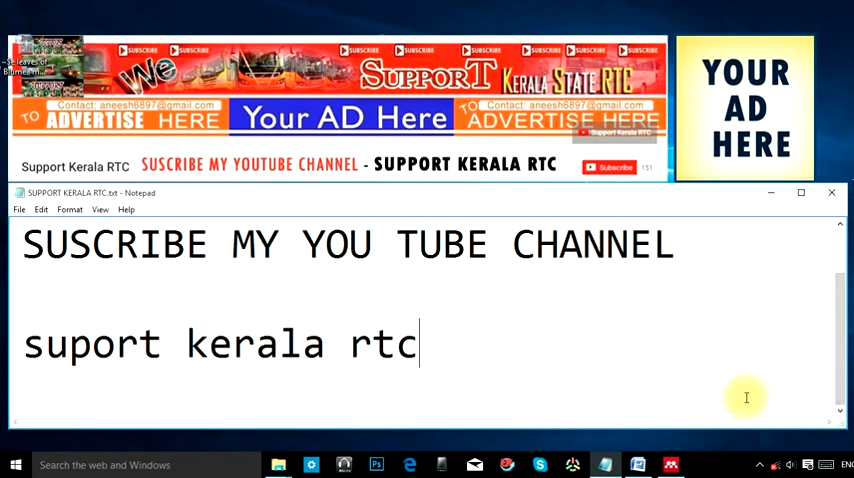 SUBSCRIBE SUBSCRIBE SUBSCRIBE SUBSCRIBE SUBSCRIBE SUBSCRIBE SUBSCRIBE
We SUPPORT KERALA STATE RTC
Contact: aneesh6897@gmail.com
TO ADVERTISE HERE
Your AD Here
Contact: aneesh6897@gmail.com
TO ADVERTISE HERE
Support Kerala RTC
YOUR
AD
HERE
Support Kerala RTC SUSCRIBE MY YOUTUBE CHANNEL - SUPPORT KERALA RTC Subscribe 151
SUPPORT KERALA RTC.txt - Notepad
File Edit Format View Help
SUSCRIBE MY YOU TUBE CHANNEL
suport kerala rtc
Search the web and Windows
Ps
ENG